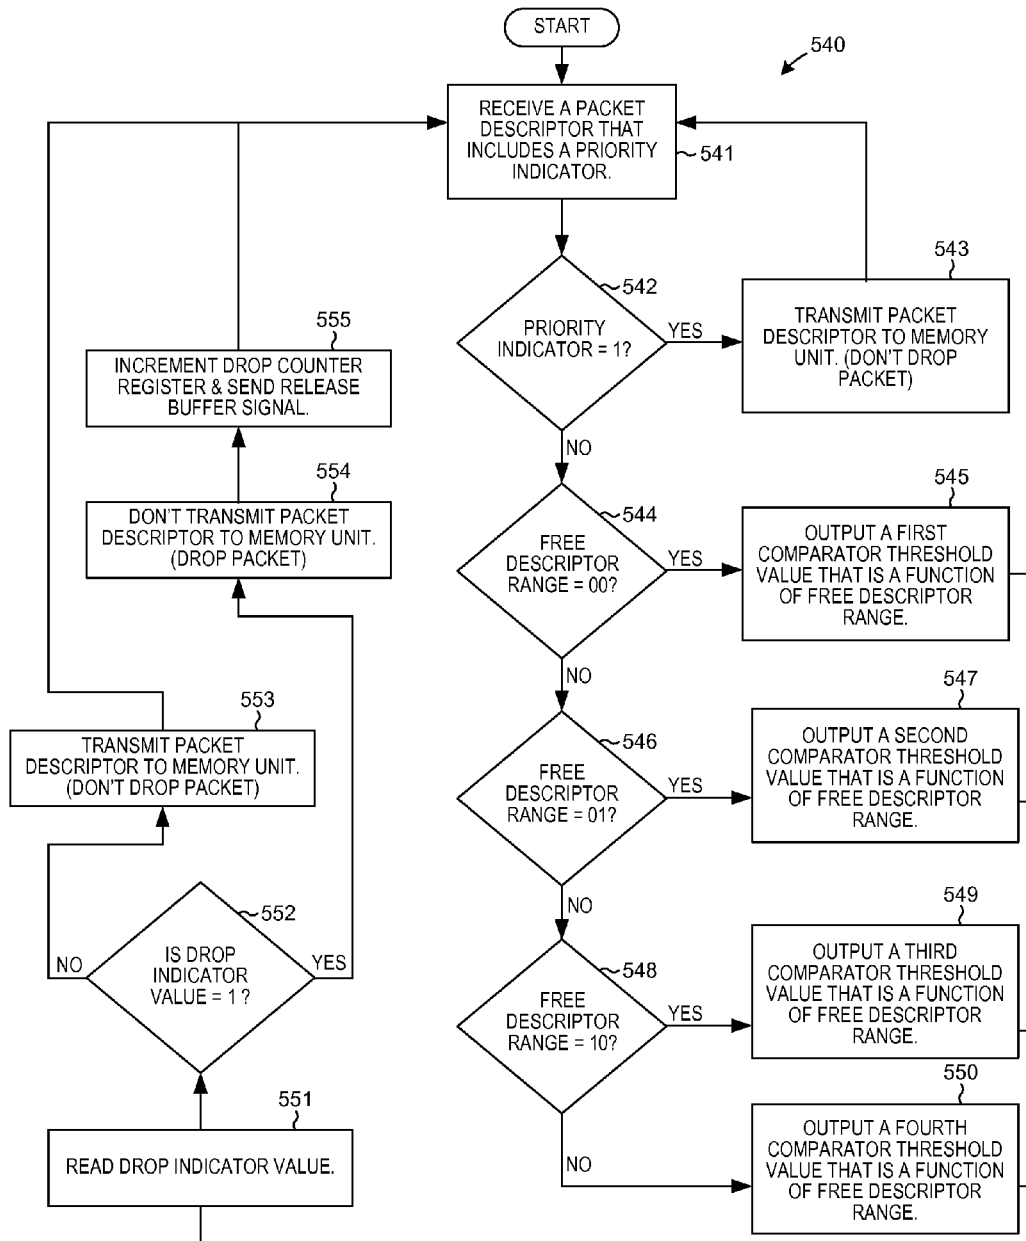 START
540
RECEIVE A PACKET
DESCRIPTOR THAT
INCLUDES A PRIORITY
INDICATOR.
541
542
PRIORITY
INDICATOR = 1?
YES
NO
543
TRANSMIT PACKET
DESCRIPTOR TO MEMORY
UNIT. (DON'T DROP
PACKET)
544
FREE
DESCRIPTOR
RANGE = 00?
YES
NO
545
OUTPUT A FIRST
COMPARATOR THRESHOLD
VALUE THAT IS A FUNCTION
OF FREE DESCRIPTOR
RANGE.
546
FREE
DESCRIPTOR
RANGE = 01?
YES
NO
547
OUTPUT A SECOND
COMPARATOR THRESHOLD
VALUE THAT IS A FUNCTION
OF FREE DESCRIPTOR
RANGE.
548
FREE
DESCRIPTOR
RANGE = 10?
YES
NO
549
OUTPUT A THIRD
COMPARATOR THRESHOLD
VALUE THAT IS A FUNCTION
OF FREE DESCRIPTOR
RANGE.
550
OUTPUT A FOURTH
COMPARATOR THRESHOLD
VALUE THAT IS A FUNCTION
OF FREE DESCRIPTOR
RANGE.
551
READ DROP INDICATOR VALUE.
552
IS DROP
INDICATOR
VALUE = 1 ?
NO
YES
553
TRANSMIT PACKET
DESCRIPTOR TO MEMORY UNIT.
(DON'T DROP PACKET)
554
DON'T TRANSMIT PACKET
DESCRIPTOR TO MEMORY UNIT.
(DROP PACKET)
555
INCREMENT DROP COUNTER
REGISTER & SEND RELEASE
BUFFER SIGNAL.